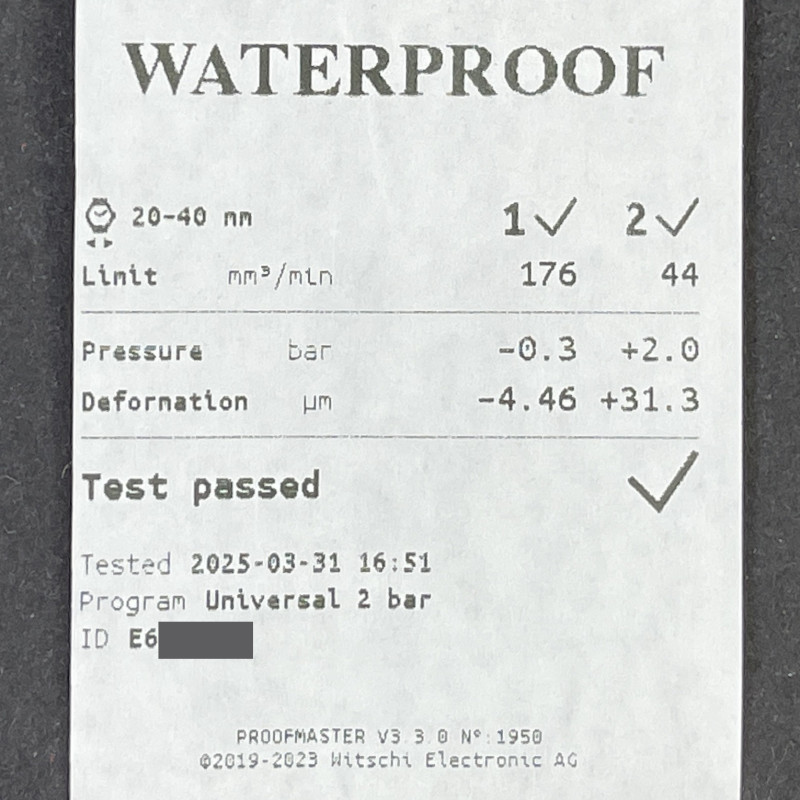 WATERPROOF
20-40 mm 1✓ 2✓
Limit mm³/min 176 44
Pressure bar -0.3 +2.0
Deformation µm -4.46 +31.3
Test passed ✓
Tested 2025-03-31 16:51
Program Universal 2 bar
ID E6
PROOFMASTER V3.3.0 Nº:1950
©2019-2023 Witschi Electronic AG